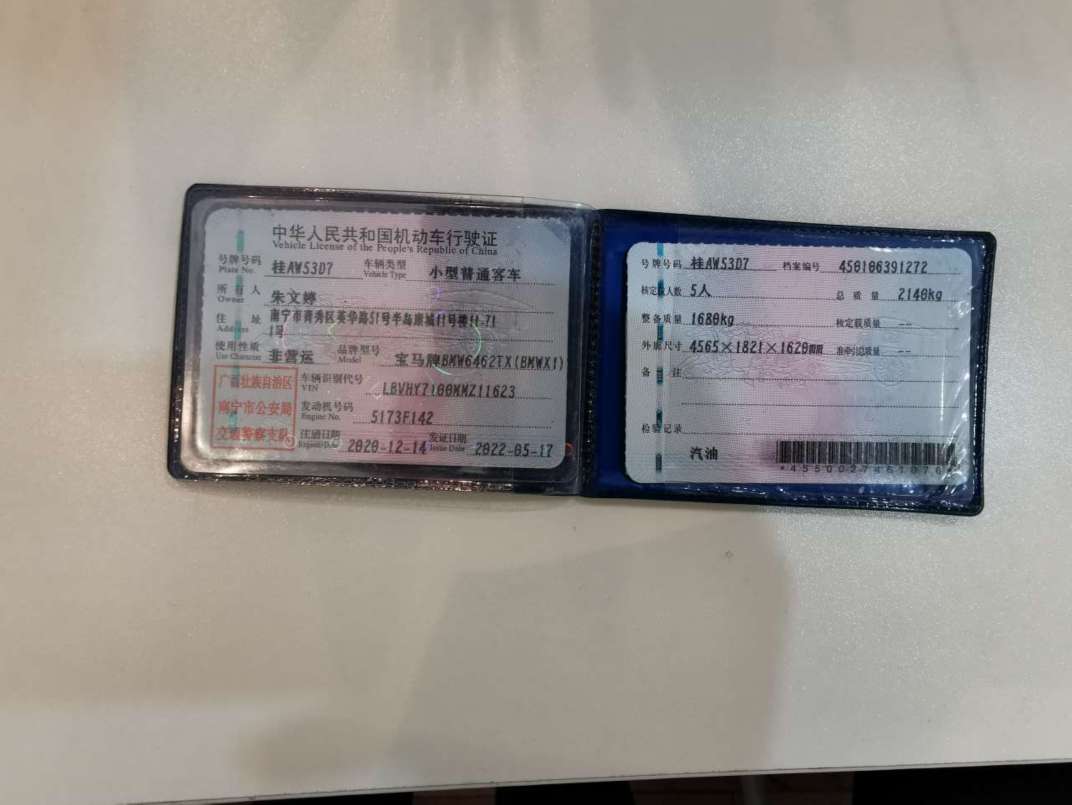 中华人民共和国机动车行驶证
Vehicle License of the People's Republic of China
号牌号码 桂AW53D7 车辆类型 小型普通客车
Plate No. Vehicle Type
所有人 朱文婷
Owner
住址 南宁市青秀区英华路51号半岛康城11号楼11-71
Address 1号
使用性质 非营运 品牌型号 宝马牌BMW6462TX(BMWX1)
Use Character Model
广西壮族自治区
南宁市公安局
交通警察支队
车辆识别代号 LBVHY7100MMZ11623
VIN
发动机号码 5173F142
Engine No.
注册日期 2020-12-14 发证日期 2022-05-17
Register Date Issue Date
号牌号码 桂AW53D7 档案编号 450106391272
核定载人数 5人 总质量 2140kg
整备质量 1680kg 核定载质量 --
外廓尺寸 4565×1821×1620mm 准牵引总质量 --
备注
检验记录
汽油